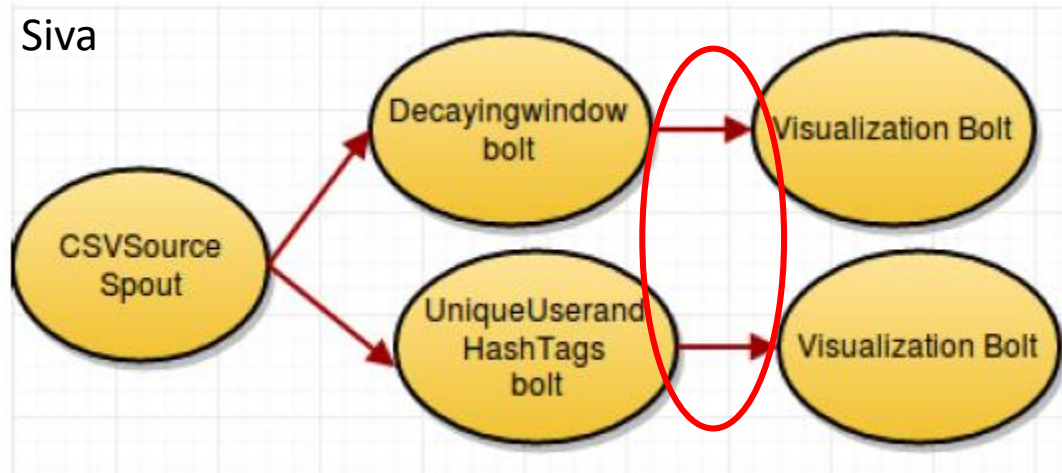 Siva
Decayingwindow
bolt
Visualization Bolt
CSVSource
Spout
UniqueUserand
HashTags
bolt
Visualization Bolt